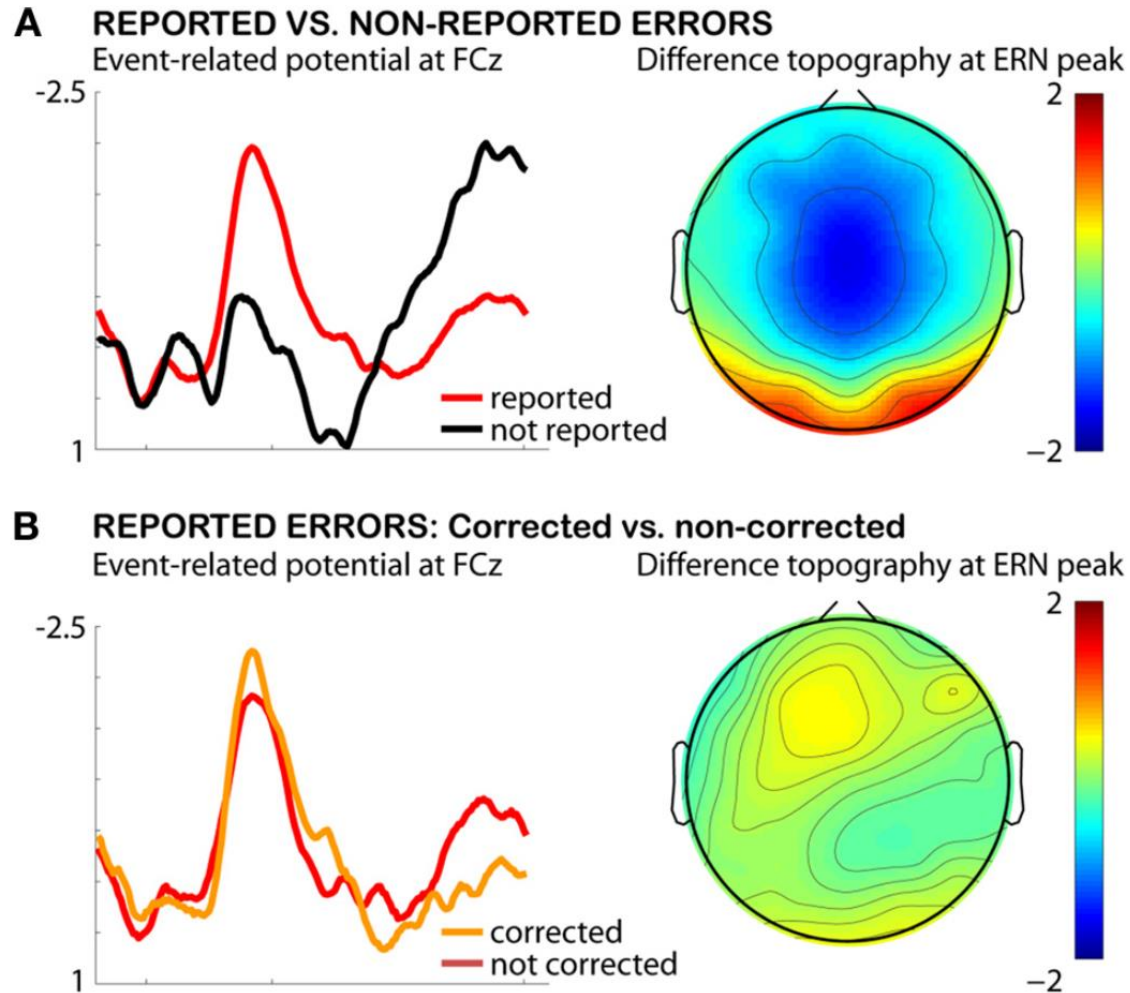 A REPORTED VS. NON-REPORTED ERRORS
Event-related potential at FCz
Difference topography at ERN peak
-2.5
1
reported
not reported
2
−2
B REPORTED ERRORS: Corrected vs. non-corrected
Event-related potential at FCz
Difference topography at ERN peak
-2.5
1
corrected
not corrected
2
−2